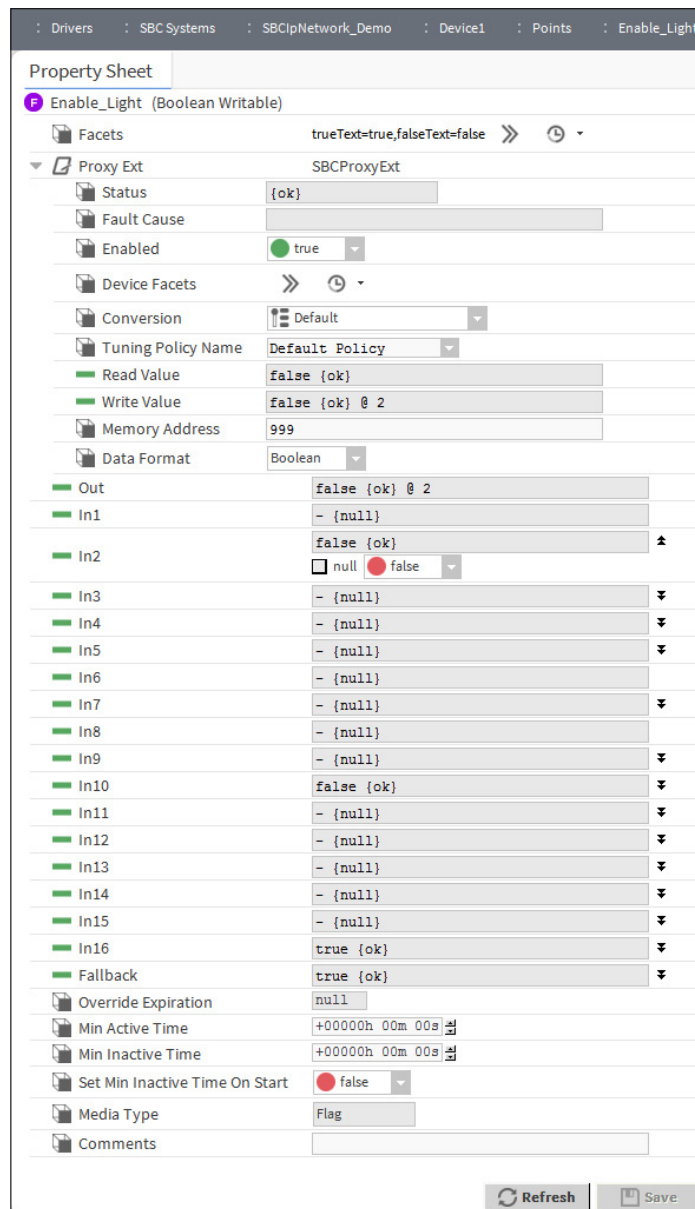 : Drivers : SBC Systems : SBCIpNetwork_Demo : Device1 : Points : Enable_Light
Property Sheet
F Enable_Light (Boolean Writable)
Facets trueText=true,falseText=false
Proxy Ext SBCProxyExt
Status {ok}
Fault Cause
Enabled true
Device Facets
Conversion Default
Tuning Policy Name Default Policy
Read Value false {ok}
Write Value false {ok} @ 2
Memory Address 999
Data Format Boolean
Out false {ok} @ 2
In1 - {null}
In2 false {ok}
null false
In3 - {null}
In4 - {null}
In5 - {null}
In6 - {null}
In7 - {null}
In8 - {null}
In9 - {null}
In10 false {ok}
In11 - {null}
In12 - {null}
In13 - {null}
In14 - {null}
In15 - {null}
In16 true {ok}
Fallback true {ok}
Override Expiration null
Min Active Time +00000h 00m 00s
Min Inactive Time +00000h 00m 00s
Set Min Inactive Time On Start false
Media Type Flag
Comments
Refresh Save